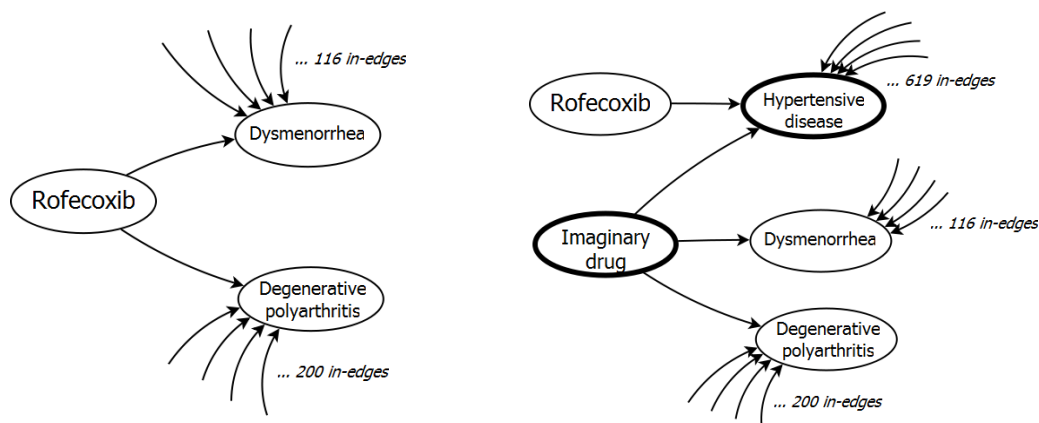 ... 116 in-edges
Dysmenorrhea
Rofecoxib
Degenerative
polyarthritis
... 200 in-edges
... 619 in-edges
Rofecoxib
Hypertensive
disease
Imaginary
drug
Dysmenorrhea
... 116 in-edges
Degenerative
polyarthritis
... 200 in-edges